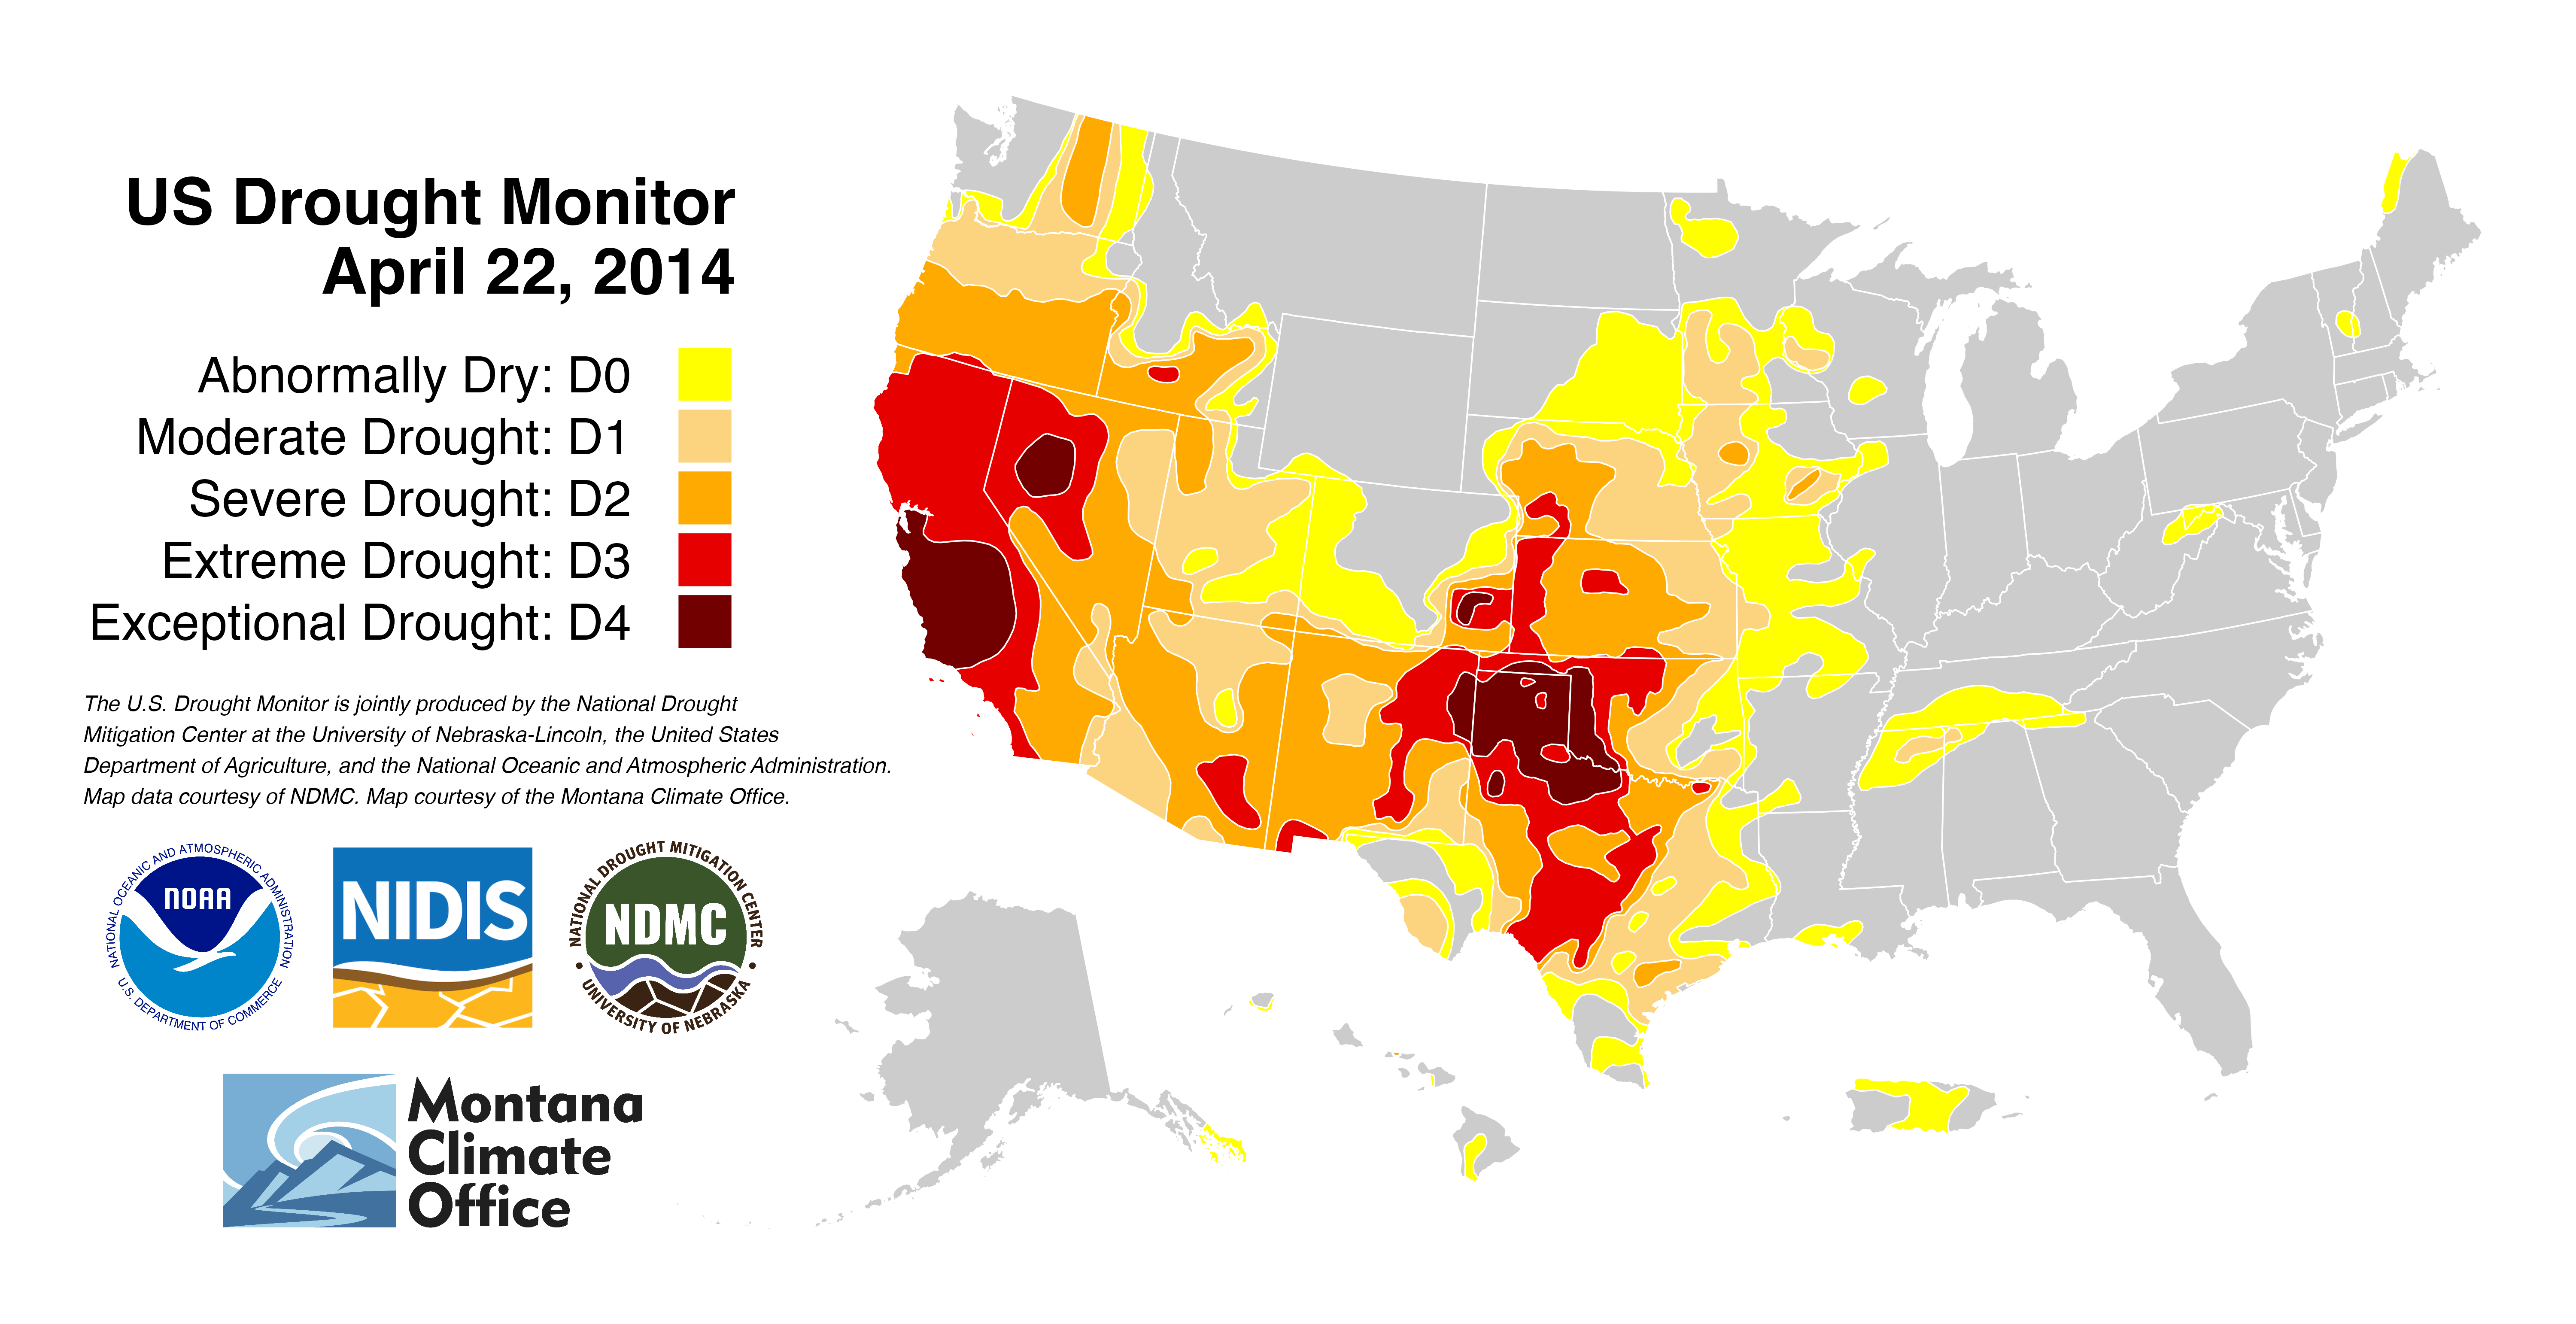 US Drought Monitor
April 22, 2014
Abnormally Dry: D0
Moderate Drought: D1
Severe Drought: D2
Extreme Drought: D3
Exceptional Drought: D4
The U.S. Drought Monitor is jointly produced by the National Drought
Mitigation Center at the University of Nebraska-Lincoln, the United States
Department of Agriculture, and the National Oceanic and Atmospheric Administration.
Map data courtesy of NDMC. Map courtesy of the Montana Climate Office.
NATIONAL OCEANIC AND ATMOSPHERIC ADMINISTRATION
NOAA
U.S. DEPARTMENT OF COMMERCE
NIDIS
NATIONAL DROUGHT MITIGATION CENTER
NDMC
UNIVERSITY OF NEBRASKA
Montana
Climate
Office